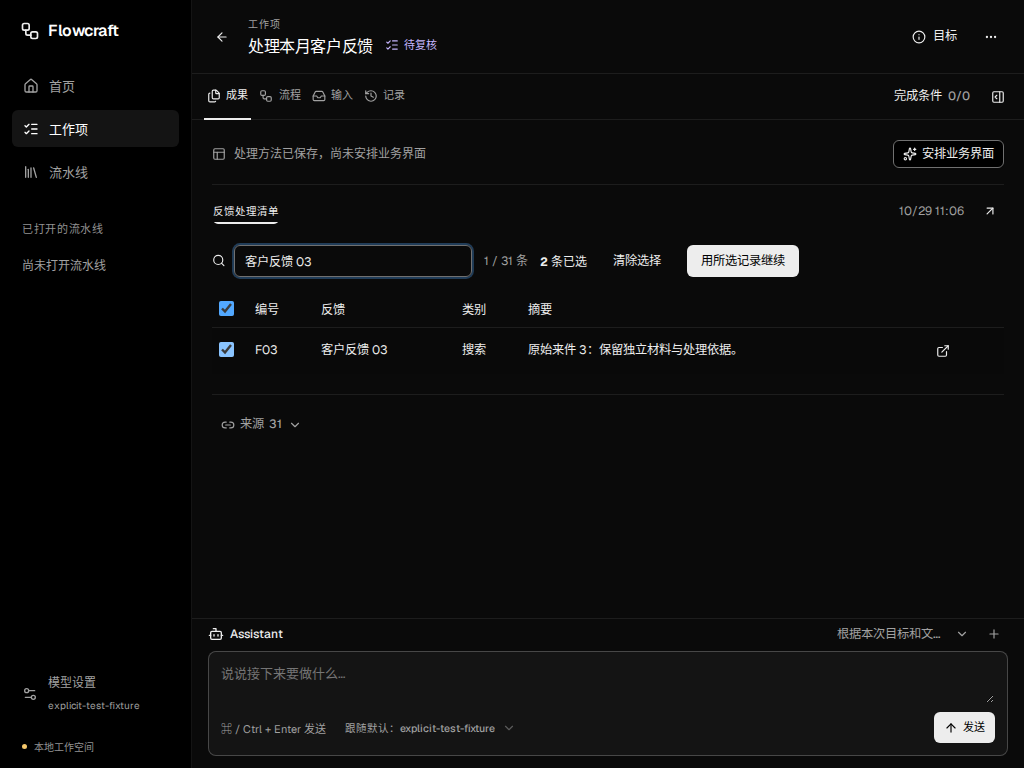 Flowcraft
首页
工作项
流水线
已打开的流水线
尚未打开流水线
模型设置
explicit-test-fixture
本地工作空间
工作项
处理本月客户反馈 待复核
目标
成果 流程 输入 记录
完成条件 0/0
处理方法已保存，尚未安排业务界面
安排业务界面
反馈处理清单
10/29 11:06
客户反馈 03
1 / 31 条 2 条已选 清除选择 用所选记录继续
编号 反馈 类别 摘要
F03 客户反馈 03 搜索 原始来件 3：保留独立材料与处理依据。
来源 31
Assistant
根据本次目标和文...
说说接下来要做什么...
⌘ / Ctrl + Enter 发送 跟随默认：explicit-test-fixture
发送